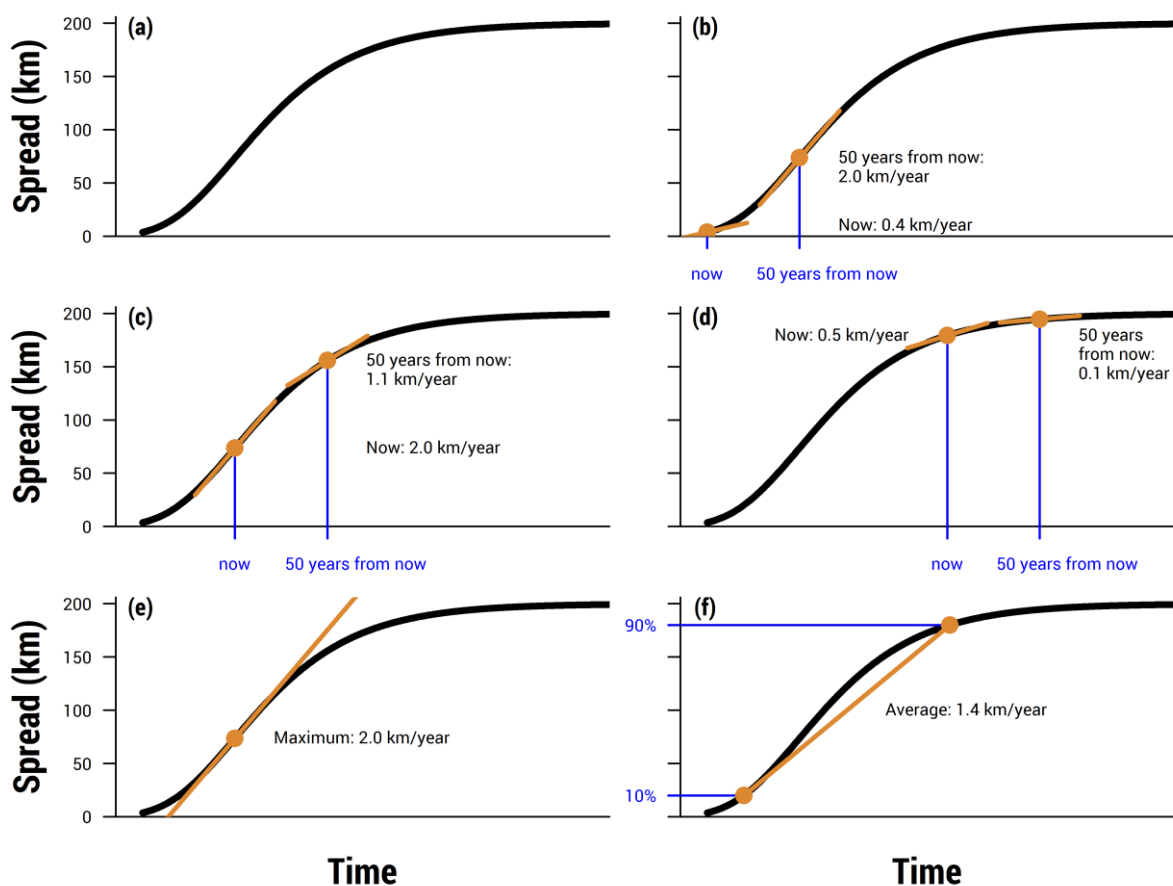 Spread (km)
200
150
100
50
0
(a)
(b)
50 years from now:
2.0 km/year
Now: 0.4 km/year
now
50 years from now
Spread (km)
200
150
100
50
0
(c)
50 years from now:
1.1 km/year
Now: 2.0 km/year
now
50 years from now
(d)
Now: 0.5 km/year
50 years
from now:
0.1 km/year
now
50 years from now
Spread (km)
200
150
100
50
0
(e)
Maximum: 2.0 km/year
Time
(f)
90%
10%
Average: 1.4 km/year
Time